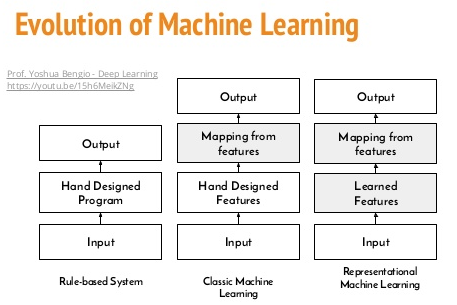 Evolution of Machine Learning
Prof. Yoshua Bengio - Deep Learning
https://youtu.be/15h6MeikZNg
Output
Hand Designed
Program
Input
Rule-based System
Output
Mapping from
features
Hand Designed
Features
Input
Classic Machine
Learning
Output
Mapping from
features
Learned
Features
Input
Representational
Machine Learning